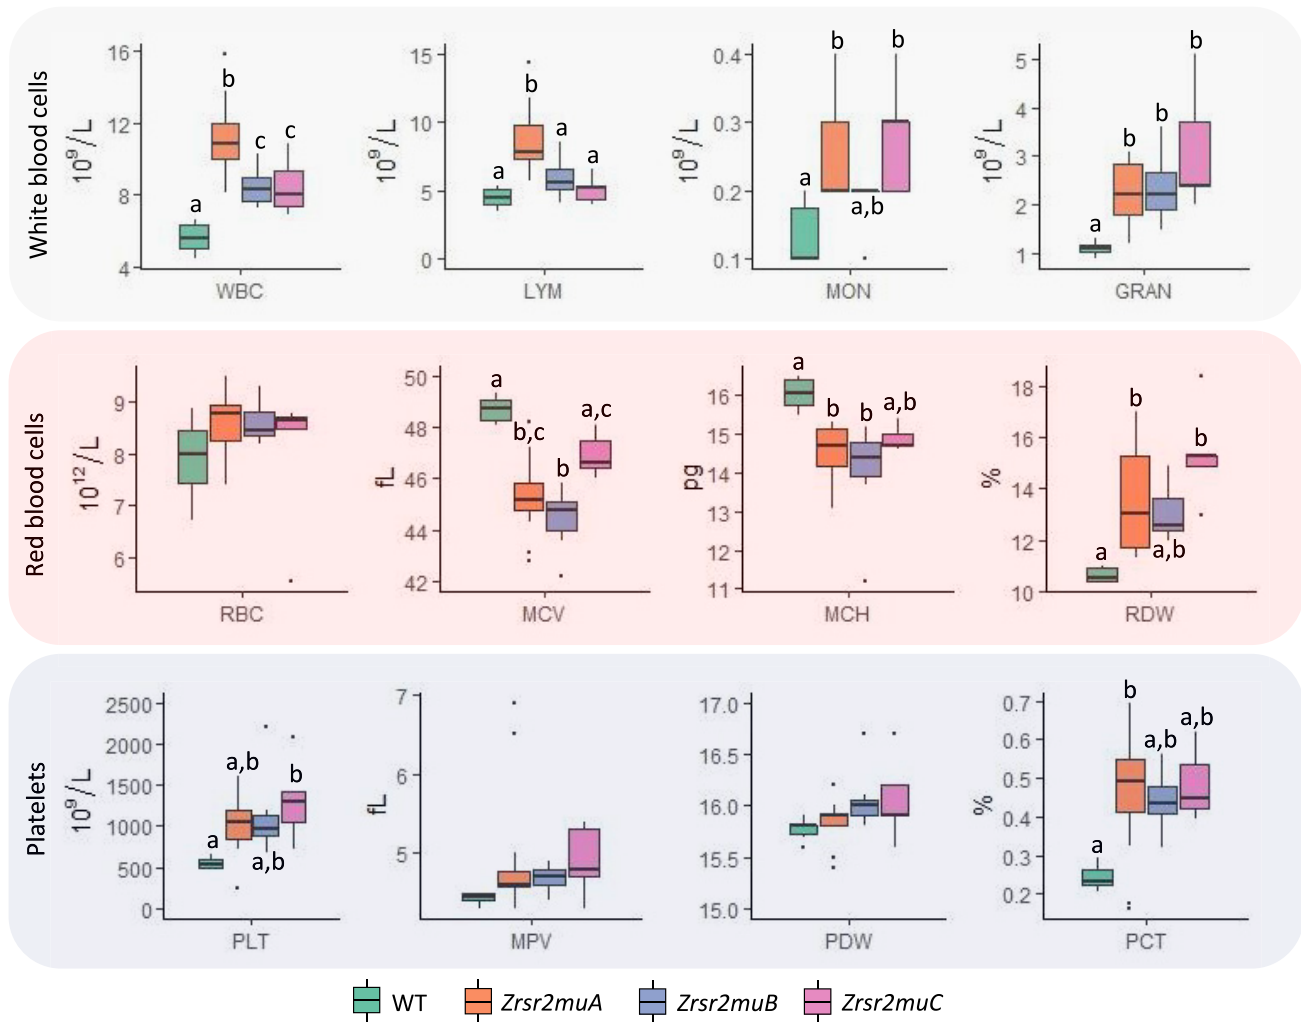 White blood cells
16
12
8
4
10⁹/L
a
b
c
c
WBC
15
10
5
0
10⁹/L
a
b
a
a
LYM
0.4
0.3
0.2
0.1
10⁹/L
a
b
a,b
b
MON
5
4
3
2
1
10⁹/L
a
b
b
b
GRAN
Red blood cells
9
8
7
6
10¹²/L
RBC
50
48
46
44
42
fL
a
b,c
b
a,c
MCV
16
15
14
13
12
11
pg
a
b
b
a,b
MCH
18
16
14
12
10
%
a
b
a,b
b
RDW
Platelets
2500
2000
1500
1000
500
0
10⁹/L
a
a,b
a,b
b
PLT
7
6
5
fL
MPV
17.0
16.5
16.0
15.5
15.0
PDW
0.7
0.6
0.5
0.4
0.3
0.2
%
a
b
a,b
a,b
PCT
WT Zrsr2muA Zrsr2muB Zrsr2muC